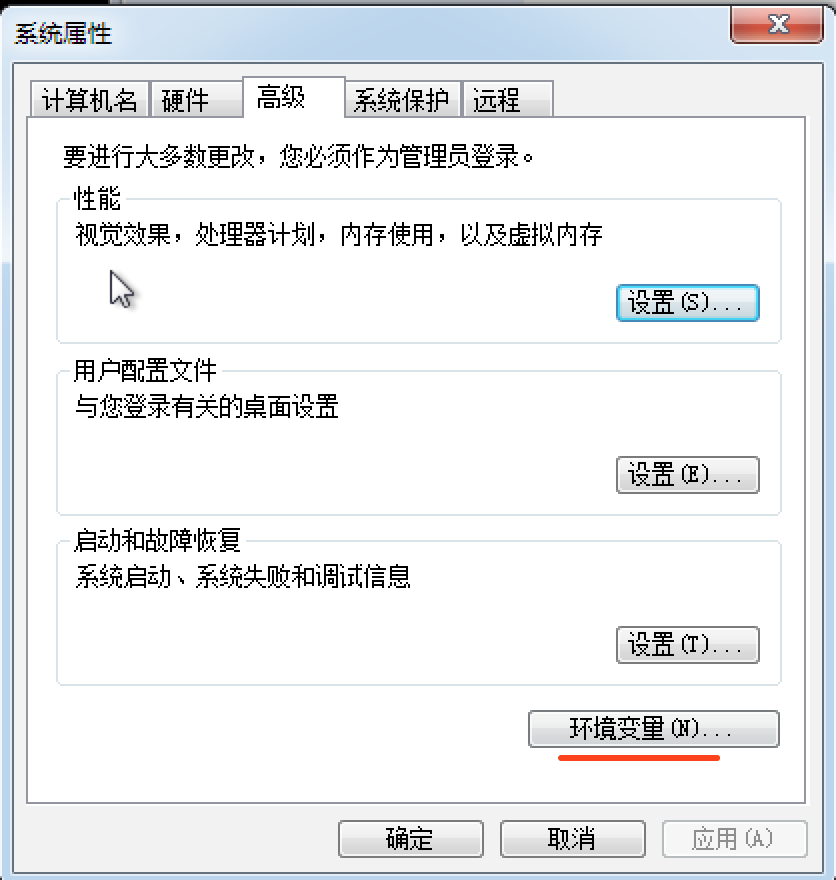 系统属性
计算机名 硬件 高级 系统保护 远程
要进行大多数更改，您必须作为管理员登录。
性能
视觉效果，处理器计划，内存使用，以及虚拟内存
设置(S)...
用户配置文件
与您登录有关的桌面设置
设置(E)...
启动和故障恢复
系统启动、系统失败和调试信息
设置(T)...
环境变量(N)...
确定 取消 应用(A)